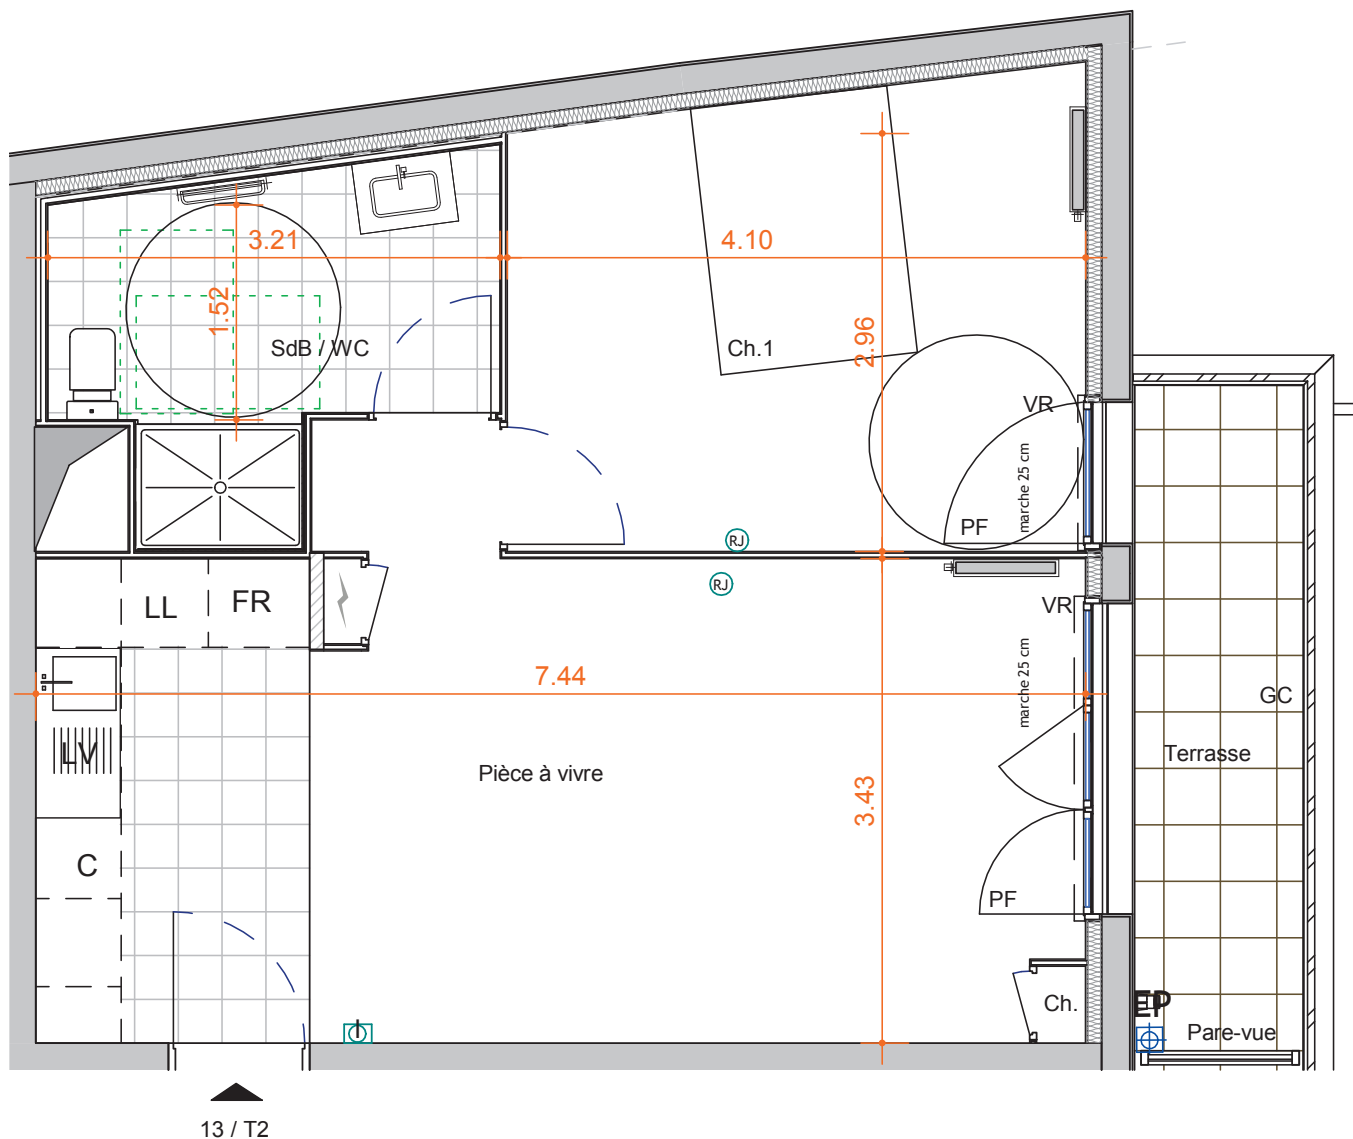 3.21
4.10
1.52
2.96
SdB / WC
Ch.1
VR
marche 25 cm
PF
RJ
RJ
LL
FR
VR
marche 25 cm
7.44
GC
LV
Pièce à vivre
Terrasse
3.43
C
PF
Ch.
EP
I
Pare-vue
13 / T2